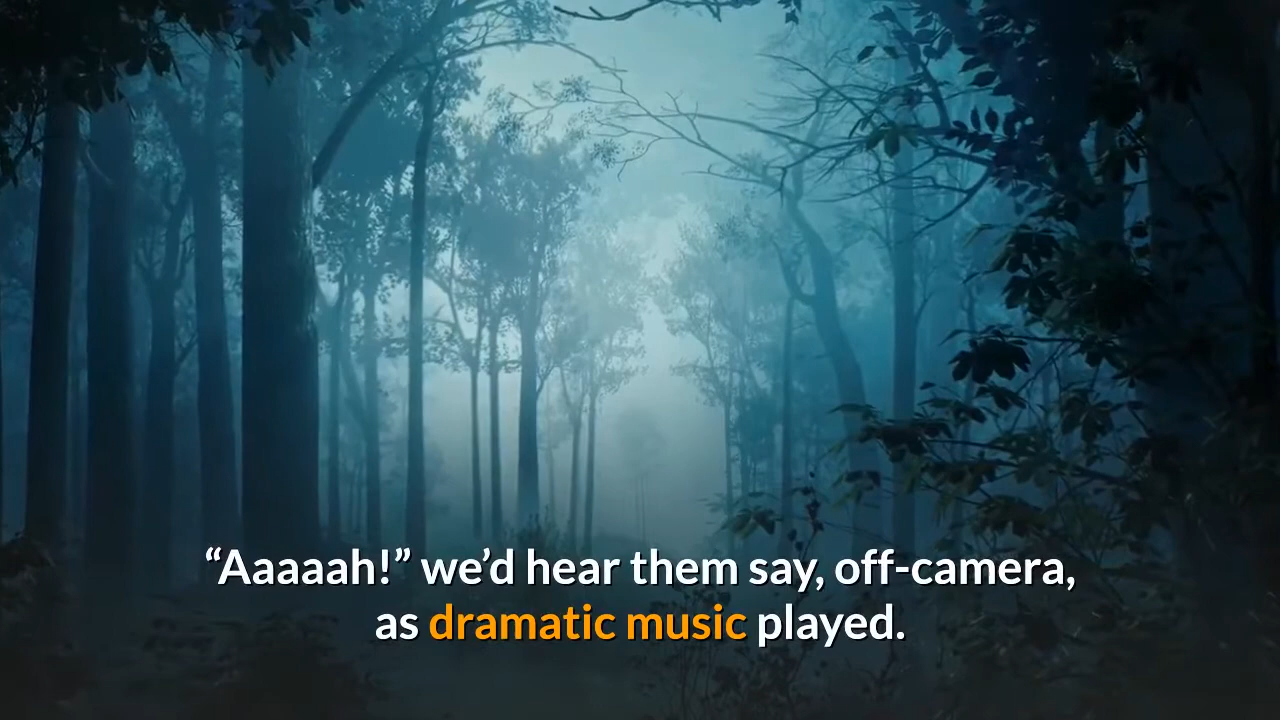 “Aaaaah!” we’d hear them say, off-camera,
as dramatic music played.